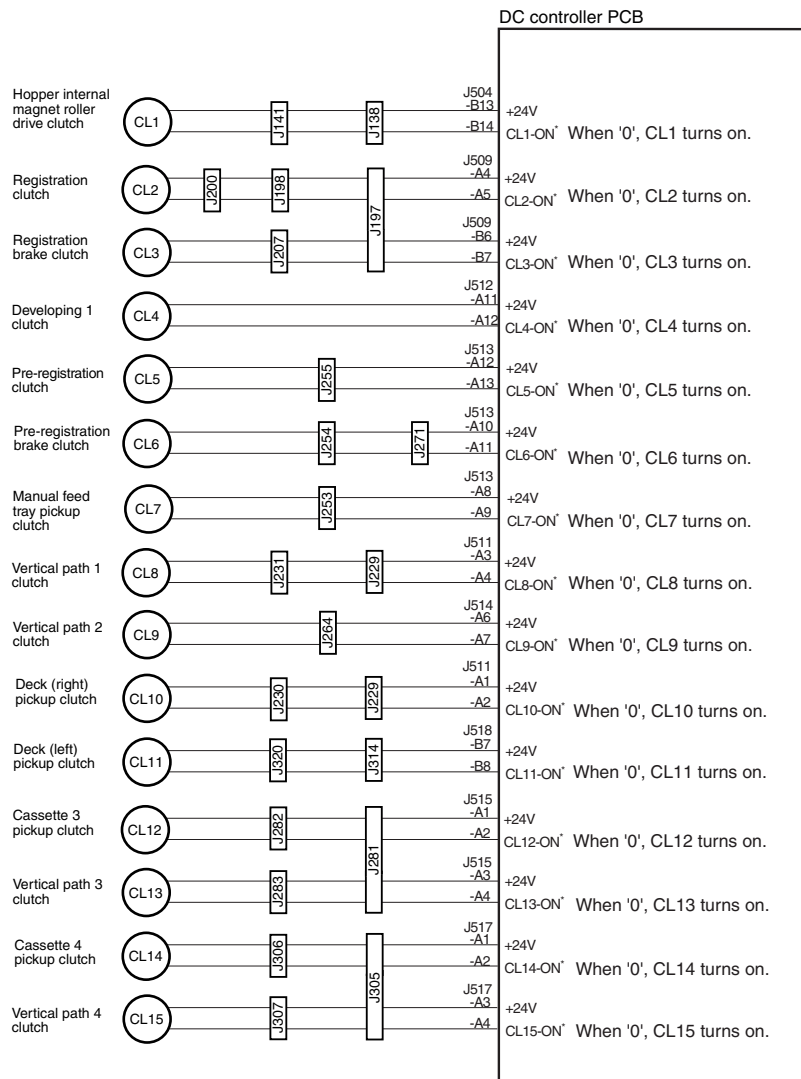 DC controller PCB
Hopper internal
magnet roller
drive clutch
CL1
J141
J138
J504
-B13
-B14
+24V
CL1-ON* When '0', CL1 turns on.
Registration
clutch
CL2
J200
J198
J197
J509
-A4
-A5
+24V
CL2-ON* When '0', CL2 turns on.
Registration
brake clutch
CL3
J207
J509
-B6
-B7
+24V
CL3-ON* When '0', CL3 turns on.
Developing 1
clutch
CL4
J512
-A11
-A12
+24V
CL4-ON* When '0', CL4 turns on.
Pre-registration
clutch
CL5
J255
J513
-A12
-A13
+24V
CL5-ON* When '0', CL5 turns on.
Pre-registration
brake clutch
CL6
J254
J271
J513
-A10
-A11
+24V
CL6-ON* When '0', CL6 turns on.
Manual feed
tray pickup
clutch
CL7
J253
J513
-A8
-A9
+24V
CL7-ON* When '0', CL7 turns on.
Vertical path 1
clutch
CL8
J231
J229
J511
-A3
-A4
+24V
CL8-ON* When '0', CL8 turns on.
Vertical path 2
clutch
CL9
J264
J514
-A6
-A7
+24V
CL9-ON* When '0', CL9 turns on.
Deck (right)
pickup clutch
CL10
J230
J229
J511
-A1
-A2
+24V
CL10-ON* When '0', CL10 turns on.
Deck (left)
pickup clutch
CL11
J320
J314
J518
-B7
-B8
+24V
CL11-ON* When '0', CL11 turns on.
Cassette 3
pickup clutch
CL12
J282
J281
J515
-A1
-A2
+24V
CL12-ON* When '0', CL12 turns on.
Vertical path 3
clutch
CL13
J283
J515
-A3
-A4
+24V
CL13-ON* When '0', CL13 turns on.
Cassette 4
pickup clutch
CL14
J306
J305
J517
-A1
-A2
+24V
CL14-ON* When '0', CL14 turns on.
Vertical path 4
clutch
CL15
J307
J517
-A3
-A4
+24V
CL15-ON* When '0', CL15 turns on.